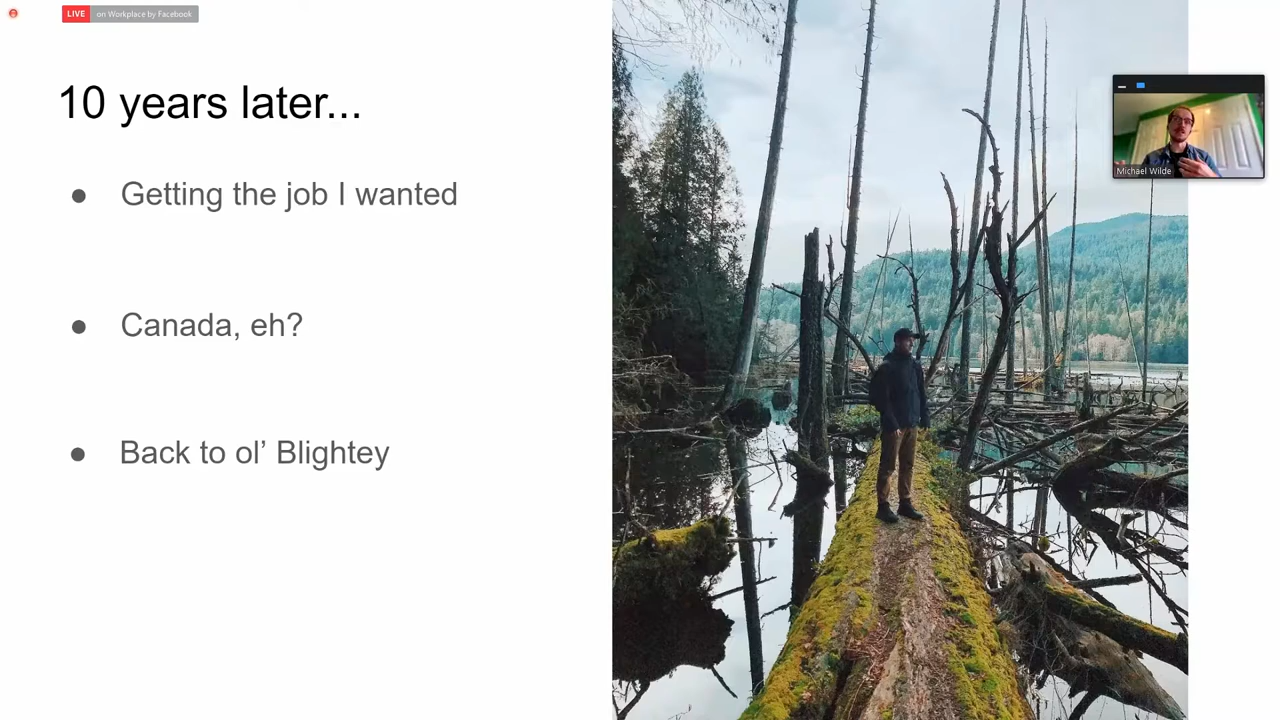 LIVE on Workplace by Facebook
10 years later...
● Getting the job I wanted
● Canada, eh?
● Back to ol’ Blightey
Michael Wilde